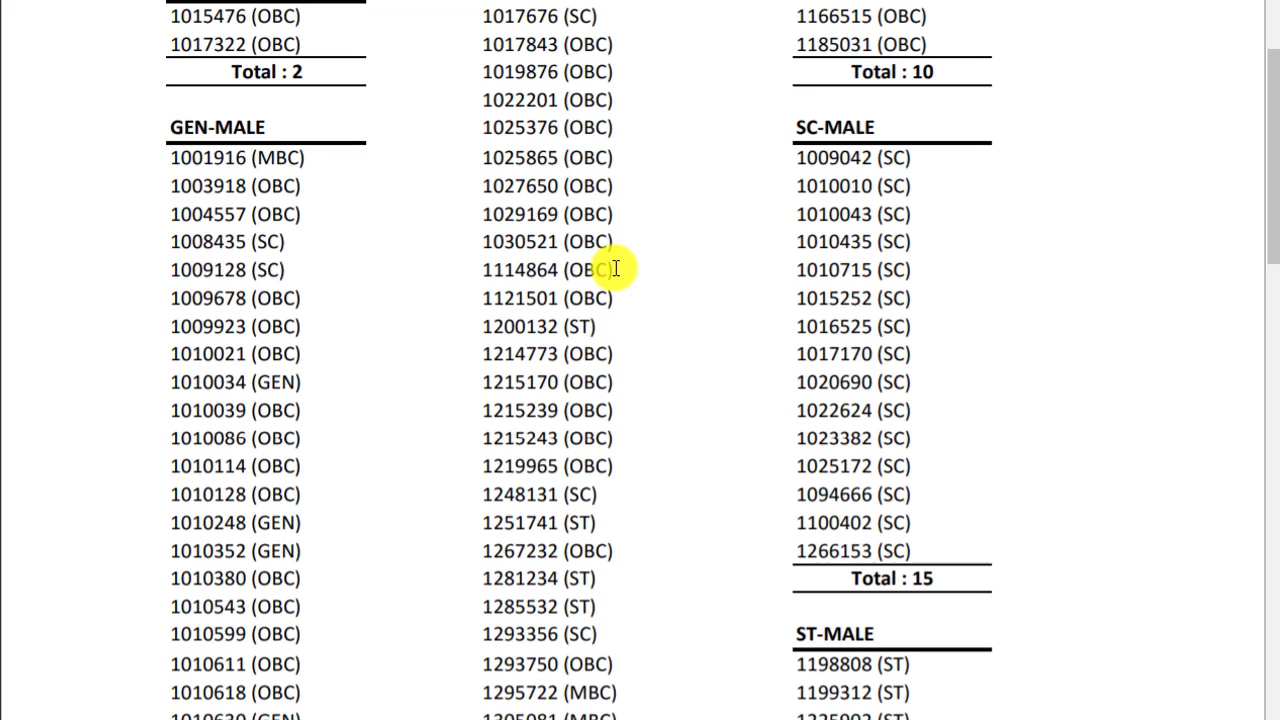 1015476 (OBC)
1017322 (OBC)
Total : 2
GEN-MALE
1001916 (MBC)
1003918 (OBC)
1004557 (OBC)
1008435 (SC)
1009128 (SC)
1009678 (OBC)
1009923 (OBC)
1010021 (OBC)
1010034 (GEN)
1010039 (OBC)
1010086 (OBC)
1010114 (OBC)
1010128 (OBC)
1010248 (GEN)
1010352 (GEN)
1010380 (OBC)
1010543 (OBC)
1010599 (OBC)
1010611 (OBC)
1010618 (OBC)
1010630 (GEN)
1017676 (SC)
1017843 (OBC)
1019876 (OBC)
1022201 (OBC)
1025376 (OBC)
1025865 (OBC)
1027650 (OBC)
1029169 (OBC)
1030521 (OBC)
1114864 (OBC)
1121501 (OBC)
1200132 (ST)
1214773 (OBC)
1215170 (OBC)
1215239 (OBC)
1215243 (OBC)
1219965 (OBC)
1248131 (SC)
1251741 (ST)
1267232 (OBC)
1281234 (ST)
1285532 (ST)
1293356 (SC)
1293750 (OBC)
1295722 (MBC)
1305081 (MBC)
1166515 (OBC)
1185031 (OBC)
Total : 10
SC-MALE
1009042 (SC)
1010010 (SC)
1010043 (SC)
1010435 (SC)
1010715 (SC)
1015252 (SC)
1016525 (SC)
1017170 (SC)
1020690 (SC)
1022624 (SC)
1023382 (SC)
1025172 (SC)
1094666 (SC)
1100402 (SC)
1266153 (SC)
Total : 15
ST-MALE
1198808 (ST)
1199312 (ST)
(ST)